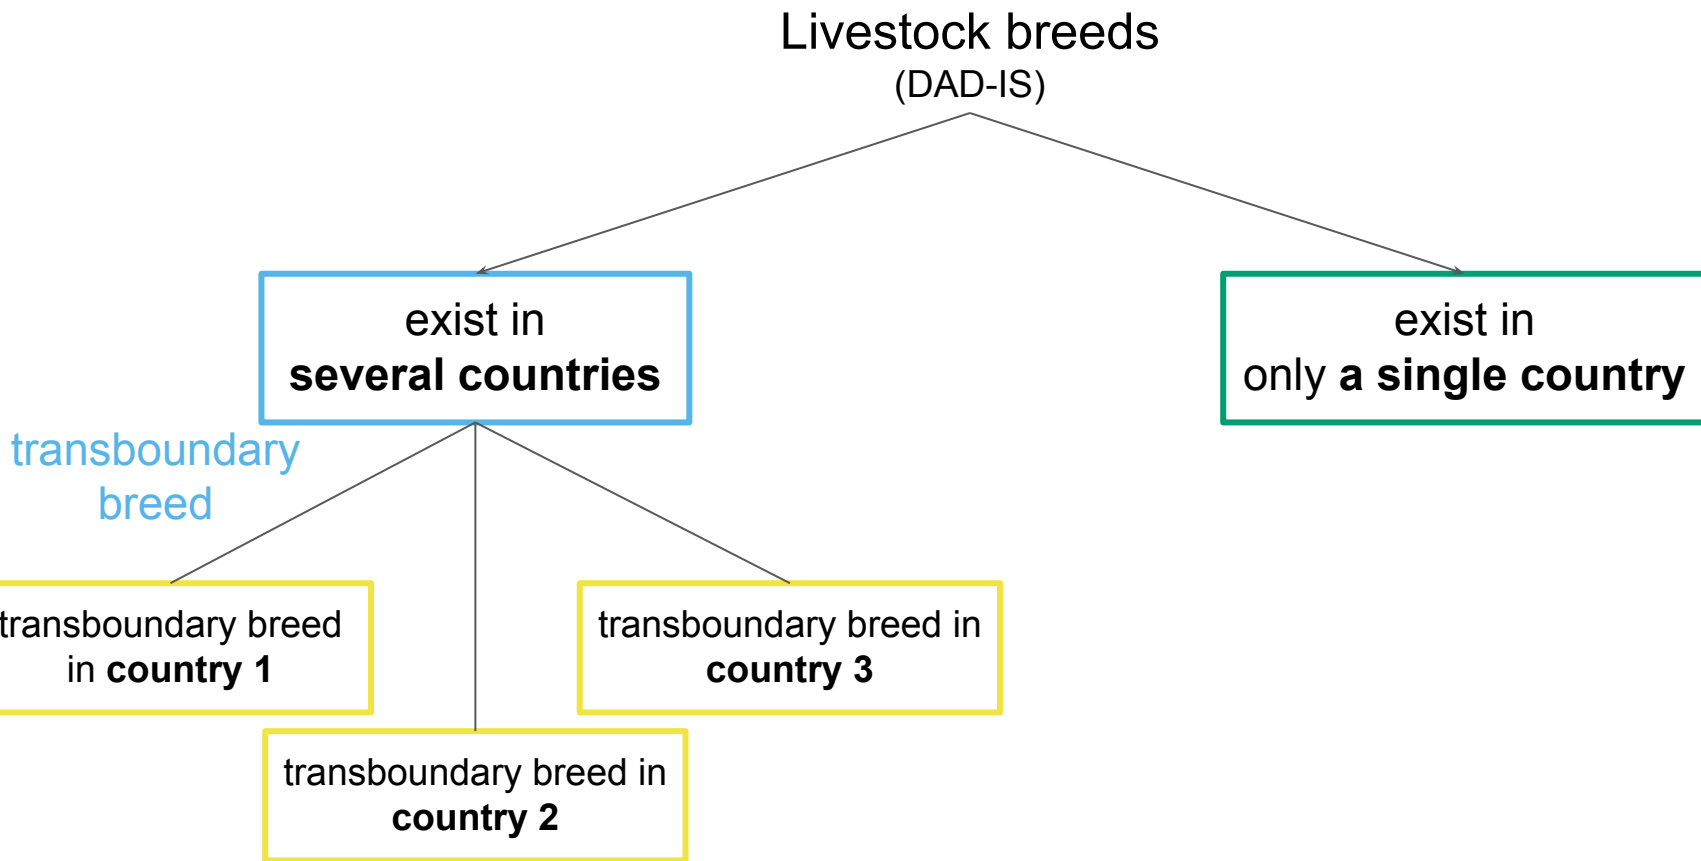 Livestock breeds
(DAD-IS)
exist in
several countries
exist in
only a single country
transboundary
breed
transboundary breed
in country 1
transboundary breed in
country 3
transboundary breed in
country 2